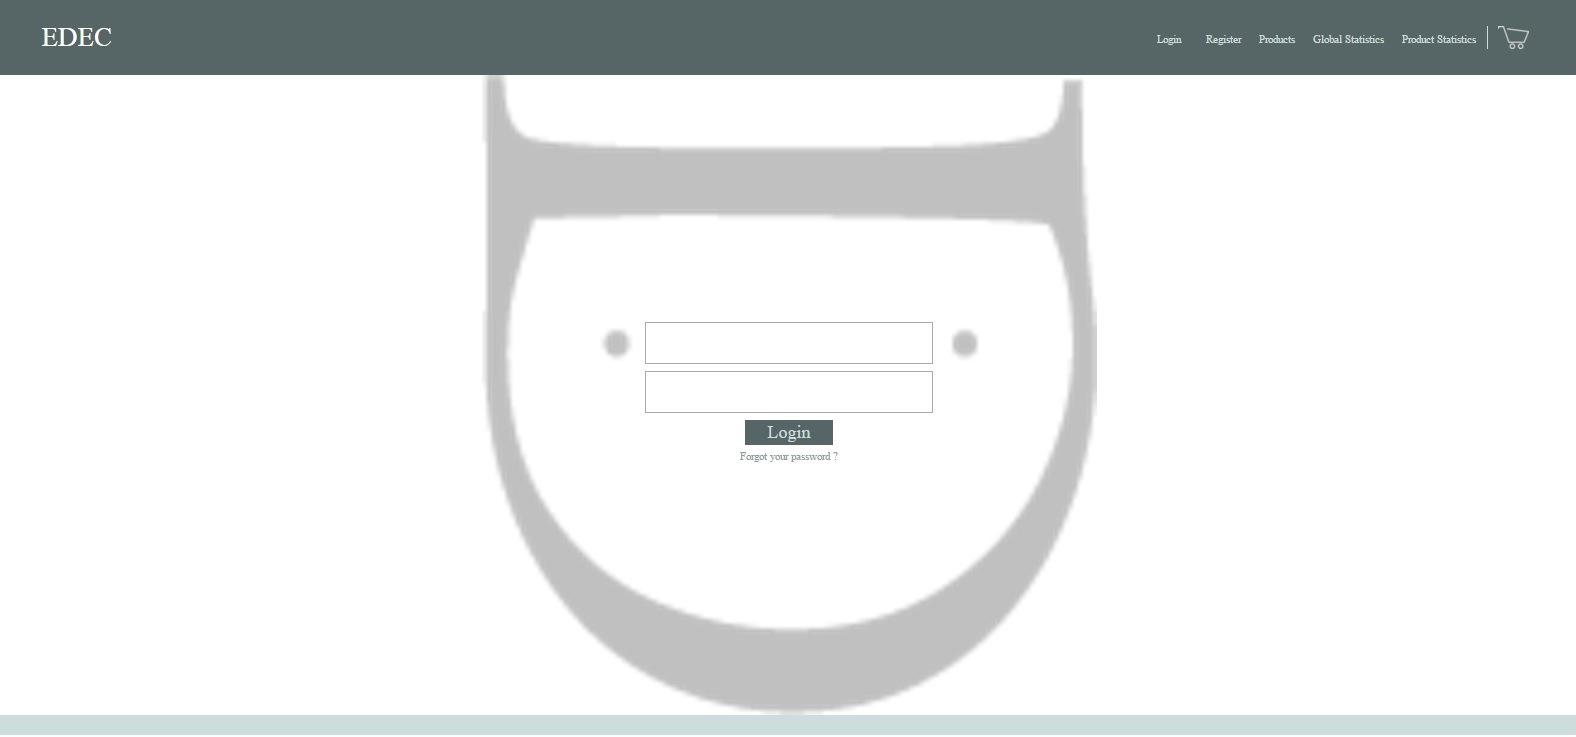 EDEC
Login Register Products Global Statistics Product Statistics
Login
Forgot your password ?